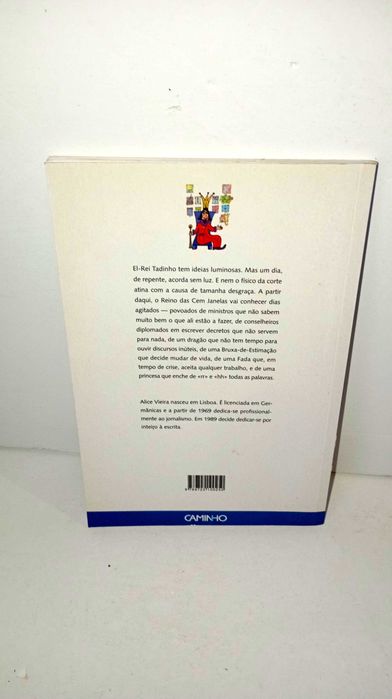 El-Rei Tadinho tem ideias luminosas. Mas um dia,
de repente, acorda sem luz. E nem o físico da corte
atina com a causa de tamanha desgraça. A partir
daqui, o Reino das Cem Janelas vai conhecer dias
agitados — povoados de ministros que não sabem
muito bem o que ali estão a fazer, de conselheiros
diplomados em escrever decretos que não servem
para nada, de um dragão que não tem tempo para
ouvir discursos inúteis, de uma Bruxa-de-Estimação
que decide mudar de vida, de uma Fada que, em
tempo de crise, aceita qualquer trabalho, e de uma
princesa que enche de «rr» e «hh» todas as palavras.
Alice Vieira nasceu em Lisboa. É licenciada em Ger-
mânicas e a partir de 1969 dedica-se profissional-
mente ao jornalismo. Em 1989 decide dedicar-se por
inteiro à escrita.
CAMINHO